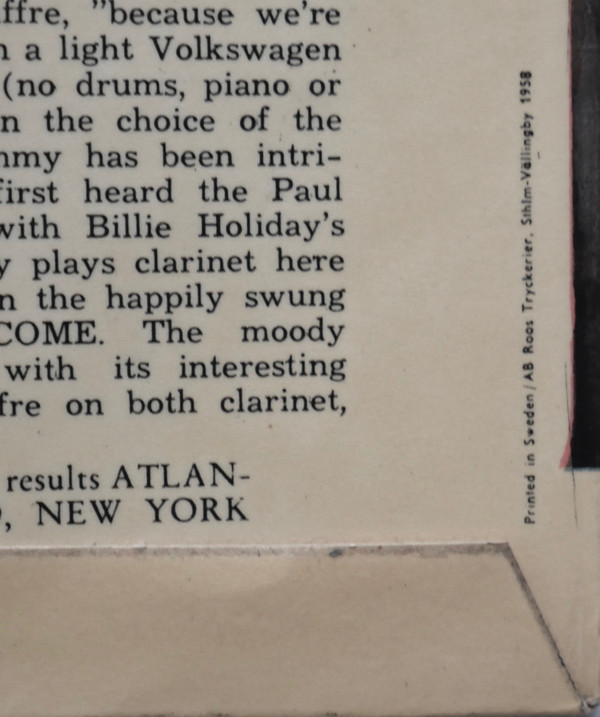 ffre, "because we're
a light Volkswagen
(no drums, piano or
n the choice of the
mmy has been intri-
first heard the Paul
with Billie Holiday's
y plays clarinet here
n the happily swung
COME. The moody
with its interesting
fre on both clarinet,
results ATLAN-
, NEW YORK
Printed in Sweden / AB Roos Tryckerier, Sthlm-Vällingby 1958